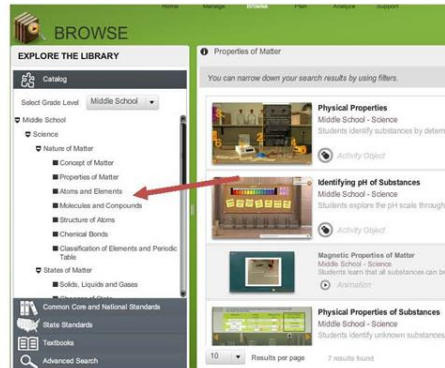 Home Manage Browse Plan Analyze Support
BROWSE
EXPLORE THE LIBRARY
Properties of Matter
Catalog
You can narrow down your search results by using filters.
Select Grade Level Middle School
Middle School
Science
Nature of Matter
Concept of Matter
Properties of Matter
Atoms and Elements
Molecules and Compounds
Structure of Atoms
Chemical Bonds
Classification of Elements and Periodic
Table
States of Matter
Solids, Liquids and Gases
Changes of State
Common Core and National Standards
State Standards
Textbooks
Advanced Search
Physical Properties
Middle School - Science
Students identify substances by determ
Activity Object
Identifying pH of Substances
Middle School - Science
Students explore the pH scale through
Activity Object
Magnetic Properties of Matter
Middle School - Science
Students learn that all substances can be
Animation
Physical Properties of Substances
Middle School - Science
Students identify unknown substances
10 Results per page 7 results found